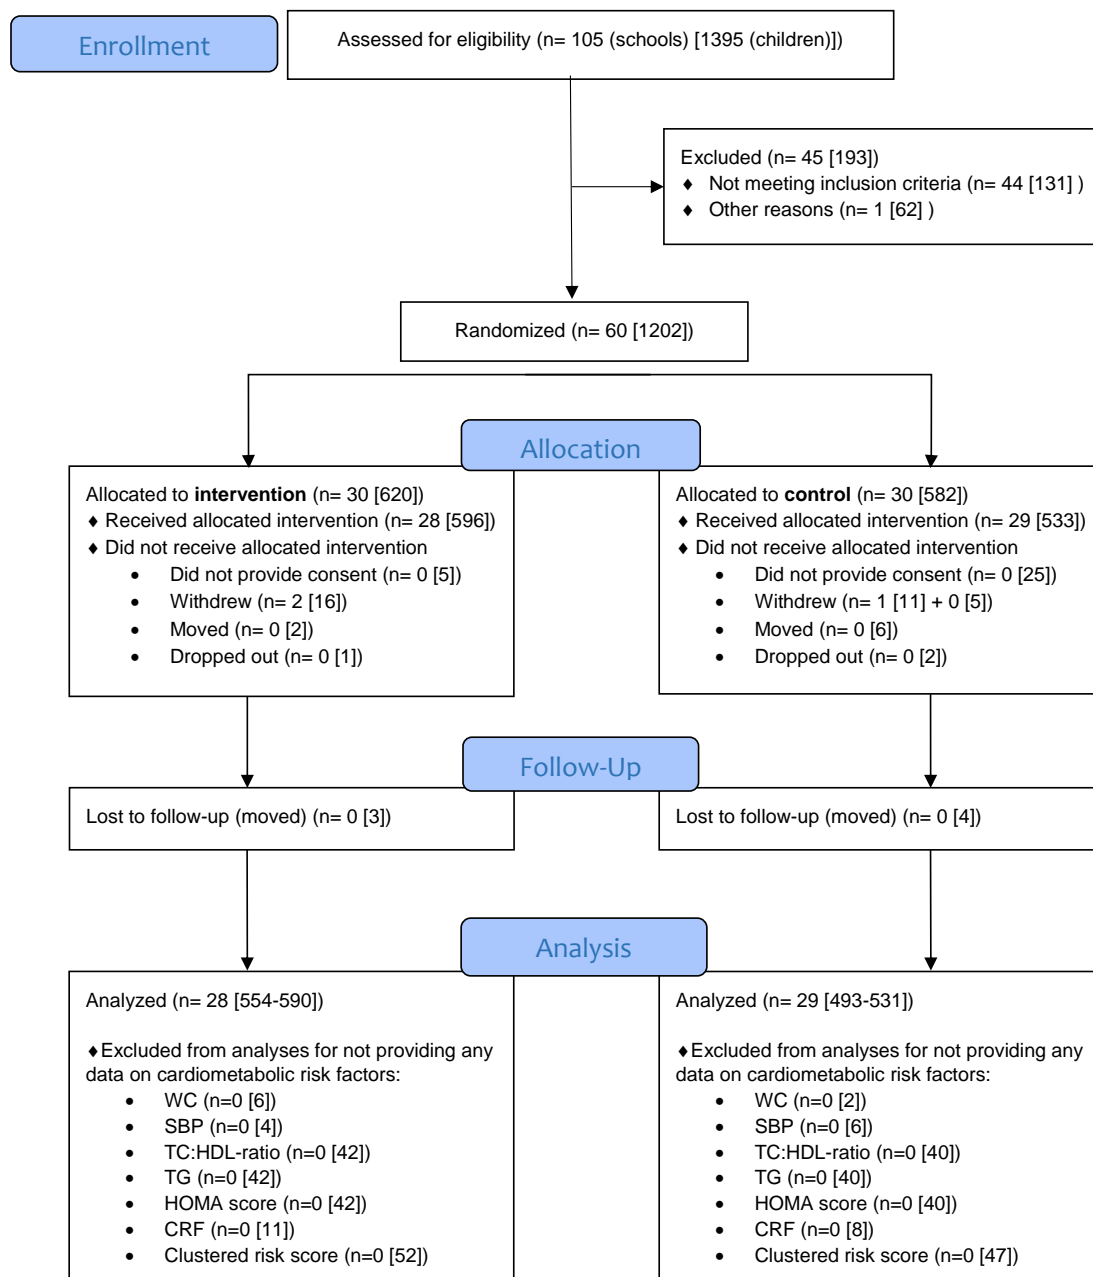 Enrollment
Assessed for eligibility (n= 105 (schools) [1395 (children)])
Excluded (n= 45 [193])
♦ Not meeting inclusion criteria (n= 44 [131] )
♦ Other reasons (n= 1 [62] )
Randomized (n= 60 [1202])
Allocation
Allocated to intervention (n= 30 [620])
♦ Received allocated intervention (n= 28 [596])
♦ Did not receive allocated intervention
• Did not provide consent (n= 0 [5])
• Withdrew (n= 2 [16])
• Moved (n= 0 [2])
• Dropped out (n= 0 [1])
Allocated to control (n= 30 [582])
♦ Received allocated intervention (n= 29 [533])
♦ Did not receive allocated intervention
• Did not provide consent (n= 0 [25])
• Withdrew (n= 1 [11] + 0 [5])
• Moved (n= 0 [6])
• Dropped out (n= 0 [2])
Follow-Up
Lost to follow-up (moved) (n= 0 [3])
Lost to follow-up (moved) (n= 0 [4])
Analysis
Analyzed (n= 28 [554-590])
♦Excluded from analyses for not providing any
data on cardiometabolic risk factors:
• WC (n=0 [6])
• SBP (n=0 [4])
• TC:HDL-ratio (n=0 [42])
• TG (n=0 [42])
• HOMA score (n=0 [42])
• CRF (n=0 [11])
• Clustered risk score (n=0 [52])
Analyzed (n= 29 [493-531])
♦Excluded from analyses for not providing any
data on cardiometabolic risk factors:
• WC (n=0 [2])
• SBP (n=0 [6])
• TC:HDL-ratio (n=0 [40])
• TG (n=0 [40])
• HOMA score (n=0 [40])
• CRF (n=0 [8])
• Clustered risk score (n=0 [47])